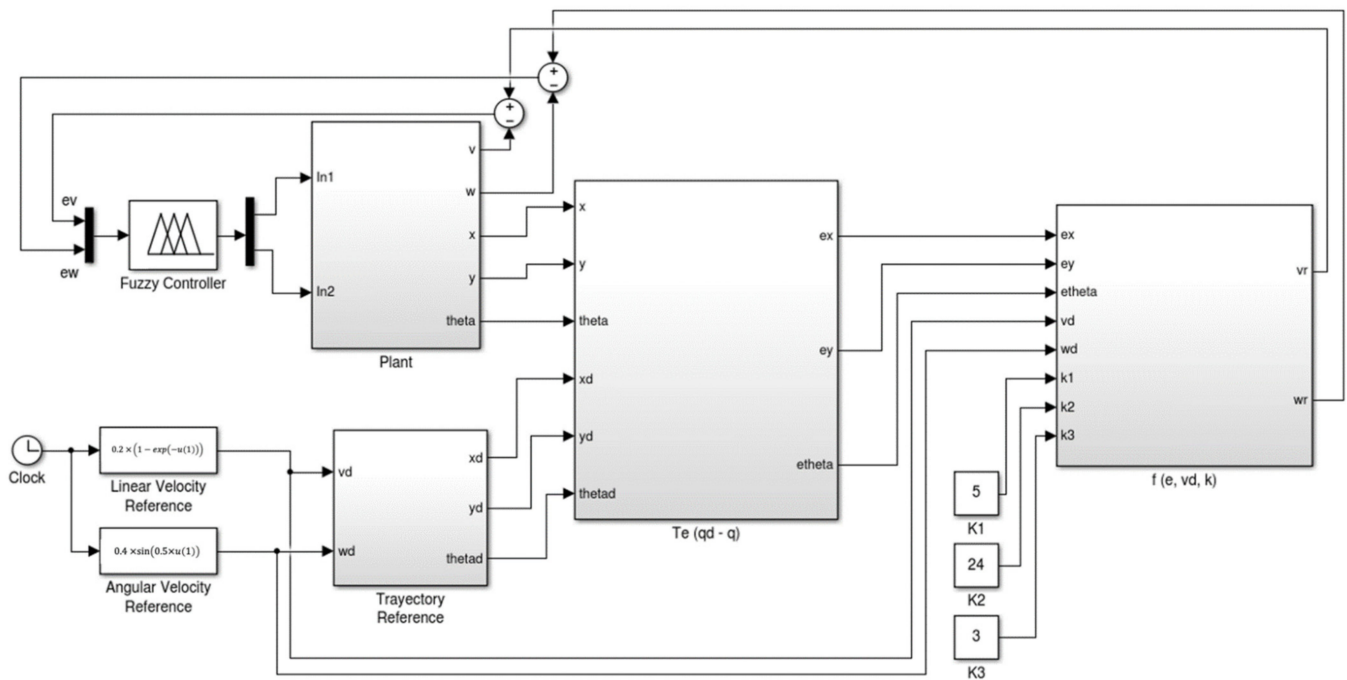 +
−
+
−
ev
ew
Fuzzy Controller
In1
In2
v
w
x
y
theta
Plant
x
y
theta
xd
yd
thetad
ex
ey
etheta
Te (qd - q)
ex
ey
etheta
vd
wd
k1
k2
k3
vr
wr
f (e, vd, k)
Clock
0.2 × (1 − exp(−u(1)))
Linear Velocity
Reference
0.4 ×sin(0.5×u(1))
Angular Velocity
Reference
vd
wd
xd
yd
thetad
Trayectory
Reference
5
K1
24
K2
3
K3